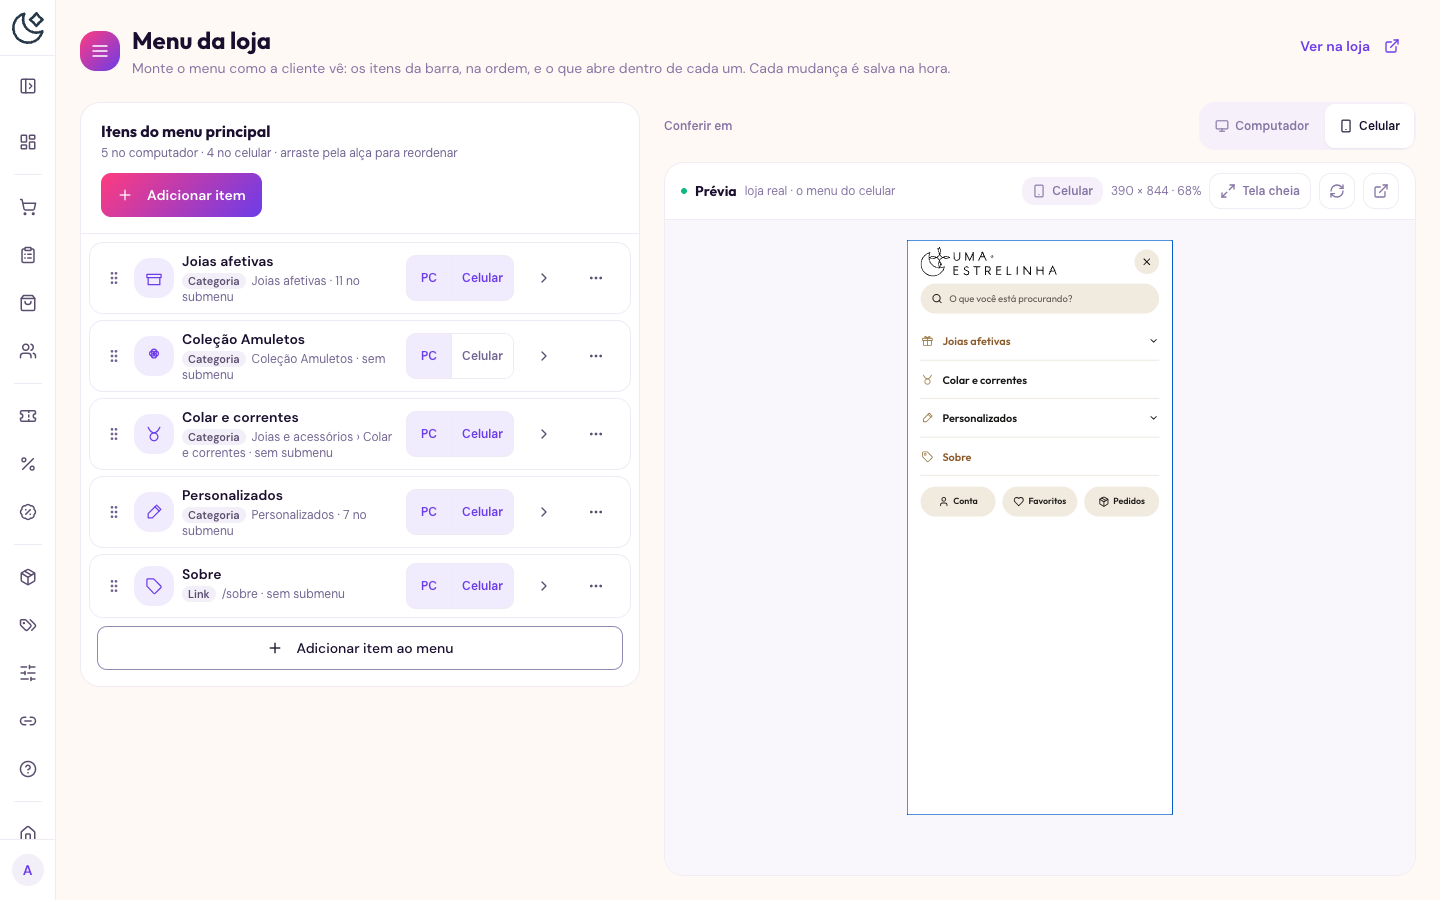 Menu da loja
Monte o menu como a cliente vê: os itens da barra, na ordem, e o que abre dentro de cada um. Cada mudança é salva na hora.
Ver na loja
Itens do menu principal
5 no computador · 4 no celular · arraste pela alça para reordenar
Adicionar item
Joias afetivas
Categoria Joias afetivas · 11 no
submenu
PC Celular
Coleção Amuletos
Categoria Coleção Amuletos · sem
submenu
PC Celular
Colar e correntes
Categoria Joias e acessórios › Colar
e correntes · sem submenu
PC Celular
Personalizados
Categoria Personalizados · 7 no
submenu
PC Celular
Sobre
Link /sobre · sem submenu
PC Celular
Adicionar item ao menu
A
Conferir em
Computador Celular
Prévia loja real · o menu do celular
Celular 390 × 844 · 68% Tela cheia
UMA
ESTRELINHA
O que você está procurando?
Joias afetivas
Colar e correntes
Personalizados
Sobre
Conta Favoritos Pedidos